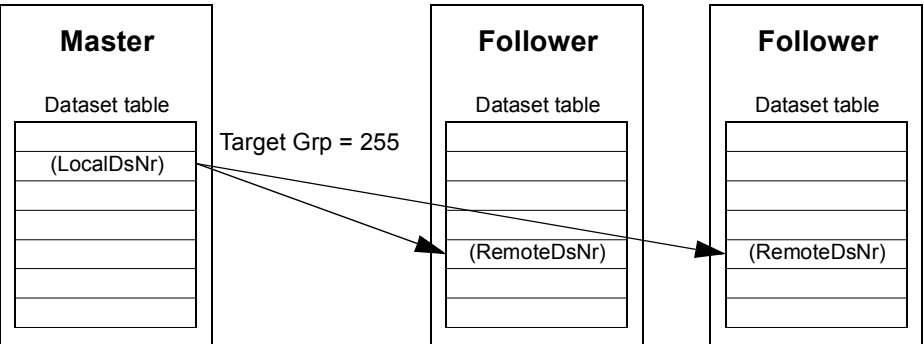 Master
Follower
Follower
Dataset table
Dataset table
Dataset table
Target Grp = 255
(LocalDsNr)
(RemoteDsNr)
(RemoteDsNr)